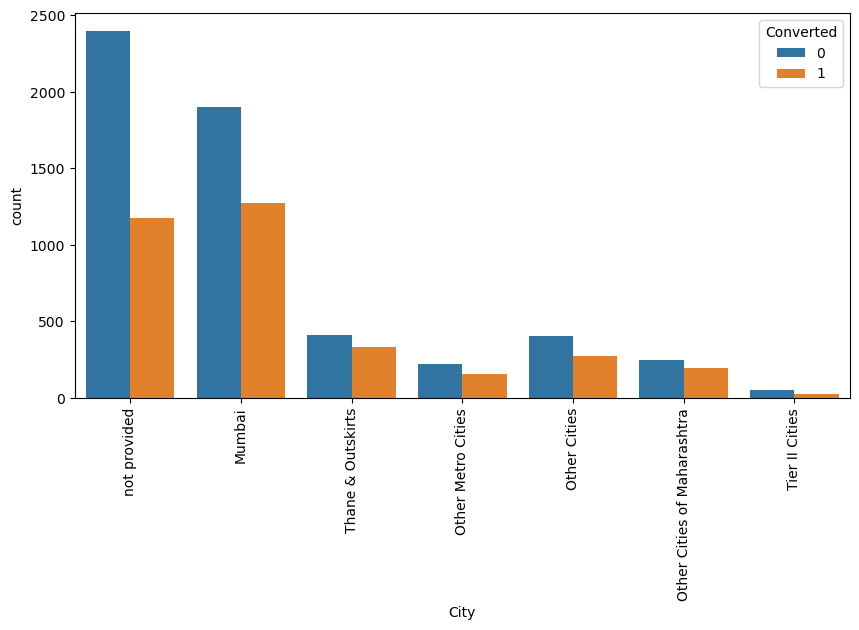 2500
2000
1500
1000
500
0
count
Converted
0
1
not provided
Mumbai
Thane & Outskirts
Other Metro Cities
Other Cities
Other Cities of Maharashtra
Tier II Cities
City